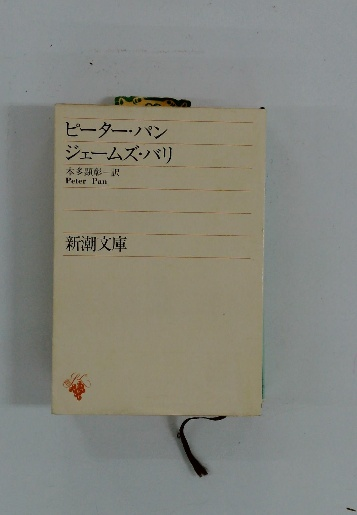 ピーター・パン
ジェームズ・バリ
本多顕彰 訳
Peter Pan
新潮文庫